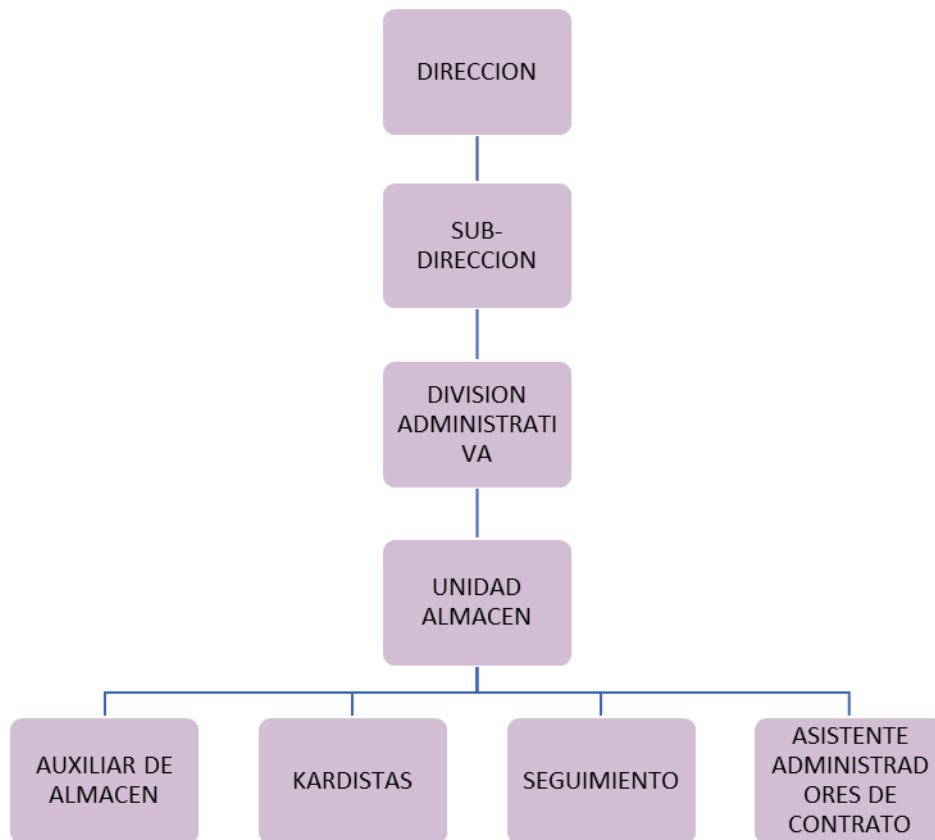 DIRECCION
SUB-
DIRECCION
DIVISION
ADMINISTRATI
VA
UNIDAD
ALMACEN
AUXILIAR DE
ALMACEN
KARDISTAS
SEGUIMIENTO
ASISTENTE
ADMINISTRAD
ORES DE
CONTRATO